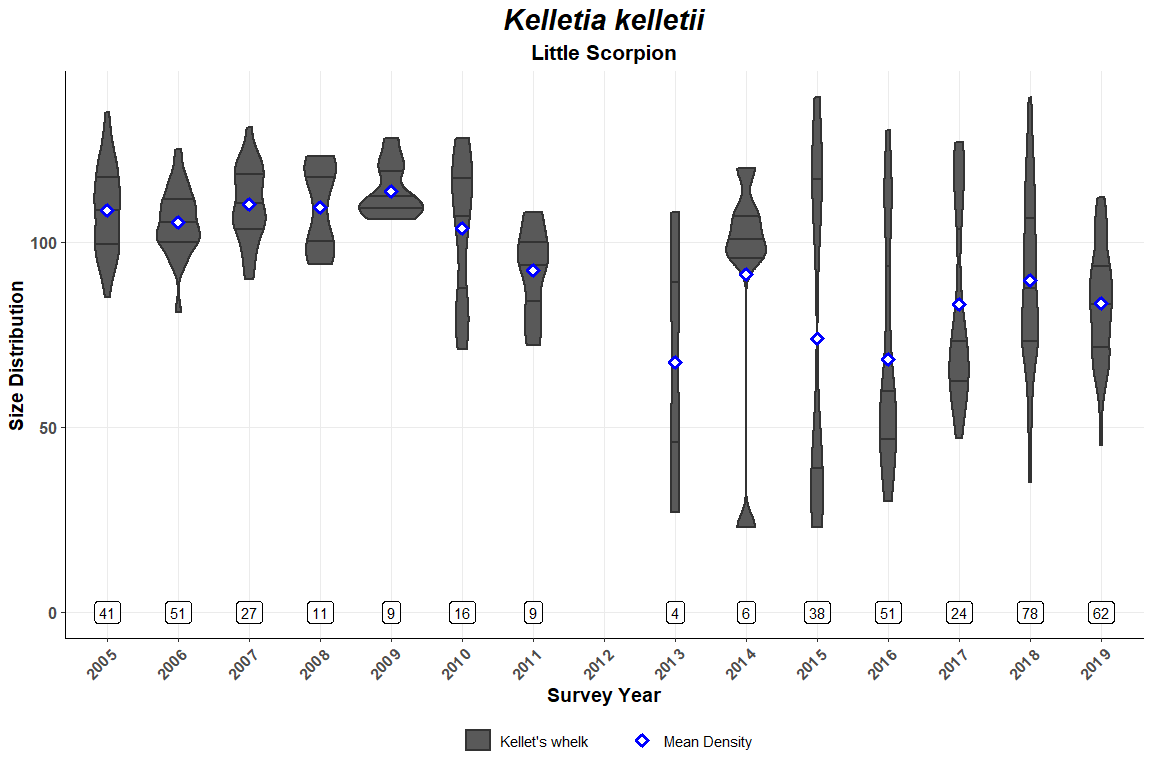 Kelletia kelletii
Little Scorpion
Size Distribution
100
50
0
41 51 27 11 9 16 9 4 6 38 51 24 78 62
2005 2006 2007 2008 2009 2010 2011 2012 2013 2014 2015 2016 2017 2018 2019
Survey Year
Kellet's whelk Mean Density